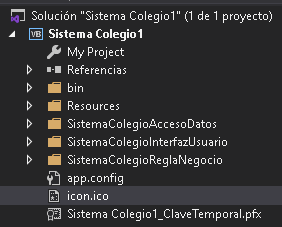 Solución "Sistema Colegio1" (1 de 1 proyecto)
VB Sistema Colegio1
My Project
Referencias
bin
Resources
SistemaColegioAccesoDatos
SistemaColegioInterfazUsuario
SistemaColegioReglaNegocio
app.config
icon.ico
Sistema Colegio1_ClaveTemporal.pfx